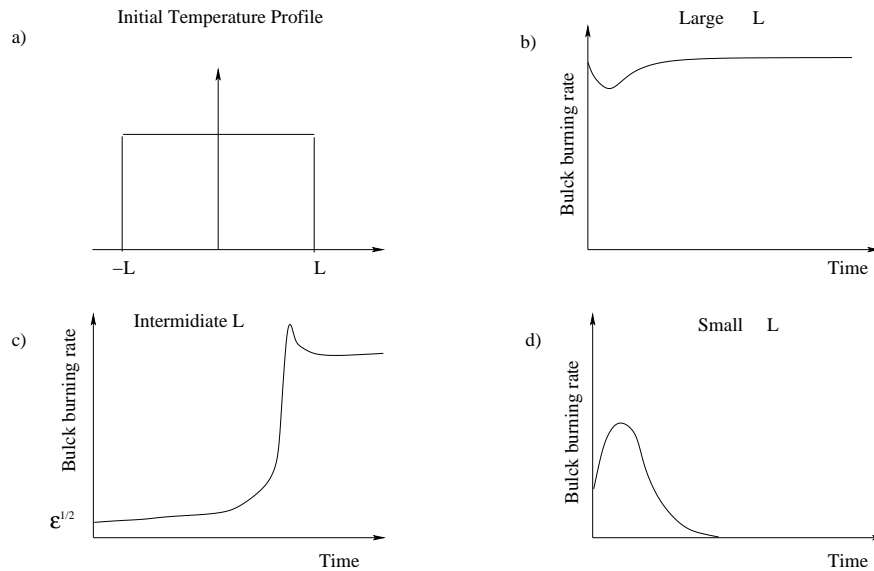 Initial Temperature Profile
a)
−L
L
b)
Large L
Bulck burning rate
Time
c)
Intermidiate L
Bulck burning rate
ε1/2
Time
d)
Small L
Bulck burning rate
Time